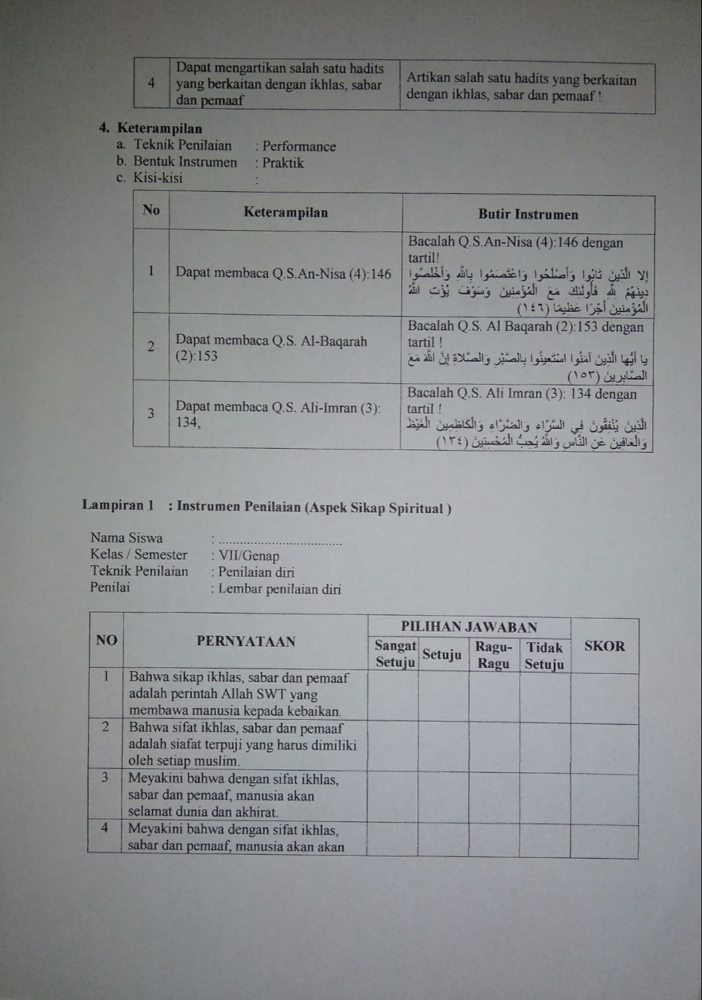 4
Dapat mengartikan salah satu hadits
yang berkaitan dengan ikhlas, sabar
dan pemaaf
Artikan salah satu hadits yang berkaitan
dengan ikhlas, sabar dan pemaaf !
4. Keterampilan
a. Teknik Penilaian : Performance
b. Bentuk Instrumen : Praktik
c. Kisi-kisi :
No Keterampilan Butir Instrumen
1
Dapat membaca Q.S.An-Nisa (4):146
Bacalah Q.S.An-Nisa (4):146 dengan
tartil!
إِلا الَّذِينَ تَابُوا وَأَصْلَحُوا وَاعْتَصَمُوا بِاللَّهِ وَأَخْلَصُوا
دِينَهُمْ لِلَّهِ فَأُولَئِكَ مَعَ الْمُؤْمِنِينَ وَسَوْفَ يُؤْتِ اللَّهُ
الْمُؤْمِنِينَ أَجْرًا عَظِيمًا (١٤٦)
2
Dapat membaca Q.S. Al-Baqarah
(2):153
Bacalah Q.S. Al Baqarah (2):153 dengan
tartil !
يَا أَيُّهَا الَّذِينَ آمَنُوا اسْتَعِينُوا بِالصَّبْرِ وَالصَّلاةِ إِنَّ اللَّهَ مَعَ
الصَّابِرِينَ (١٥٣)
3
Dapat membaca Q.S. Ali-Imran (3):
134,
Bacalah Q.S. Ali Imran (3): 134 dengan
tartil !
الَّذِينَ يُنْفِقُونَ فِي السَّرَّاءِ وَالضَّرَّاءِ وَالْكَاظِمِينَ الْغَيْظَ
وَالْعَافِينَ عَنِ النَّاسِ وَاللَّهُ يُحِبُّ الْمُحْسِنِينَ (١٣٤)
Lampiran 1 : Instrumen Penilaian (Aspek Sikap Spiritual )
Nama Siswa : .................................
Kelas / Semester : VII/Genap
Teknik Penilaian : Penilaian diri
Penilai : Lembar penilaian diri
NO PERNYATAAN PILIHAN JAWABAN SKOR
Sangat Setuju Ragu- Tidak
Setuju Ragu Setuju
1 Bahwa sikap ikhlas, sabar dan pemaaf
adalah perintah Allah SWT yang
membawa manusia kepada kebaikan.
2 Bahwa sifat ikhlas, sabar dan pemaaf
adalah siafat terpuji yang harus dimiliki
oleh setiap muslim.
3 Meyakini bahwa dengan sifat ikhlas,
sabar dan pemaaf, manusia akan
selamat dunia dan akhirat.
4 Meyakini bahwa dengan sifat ikhlas,
sabar dan pemaaf, manusia akan akan